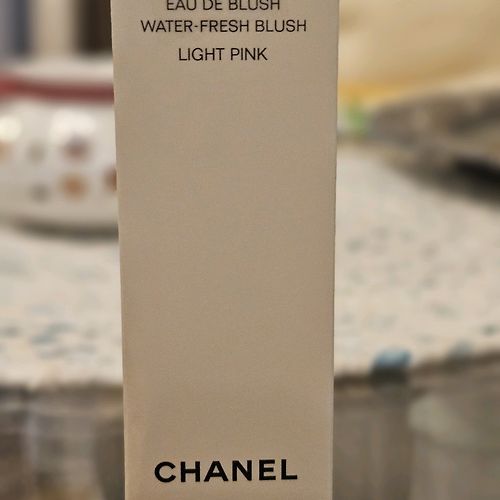 EAU DE BLUSH
WATER-FRESH BLUSH
LIGHT PINK
CHANEL